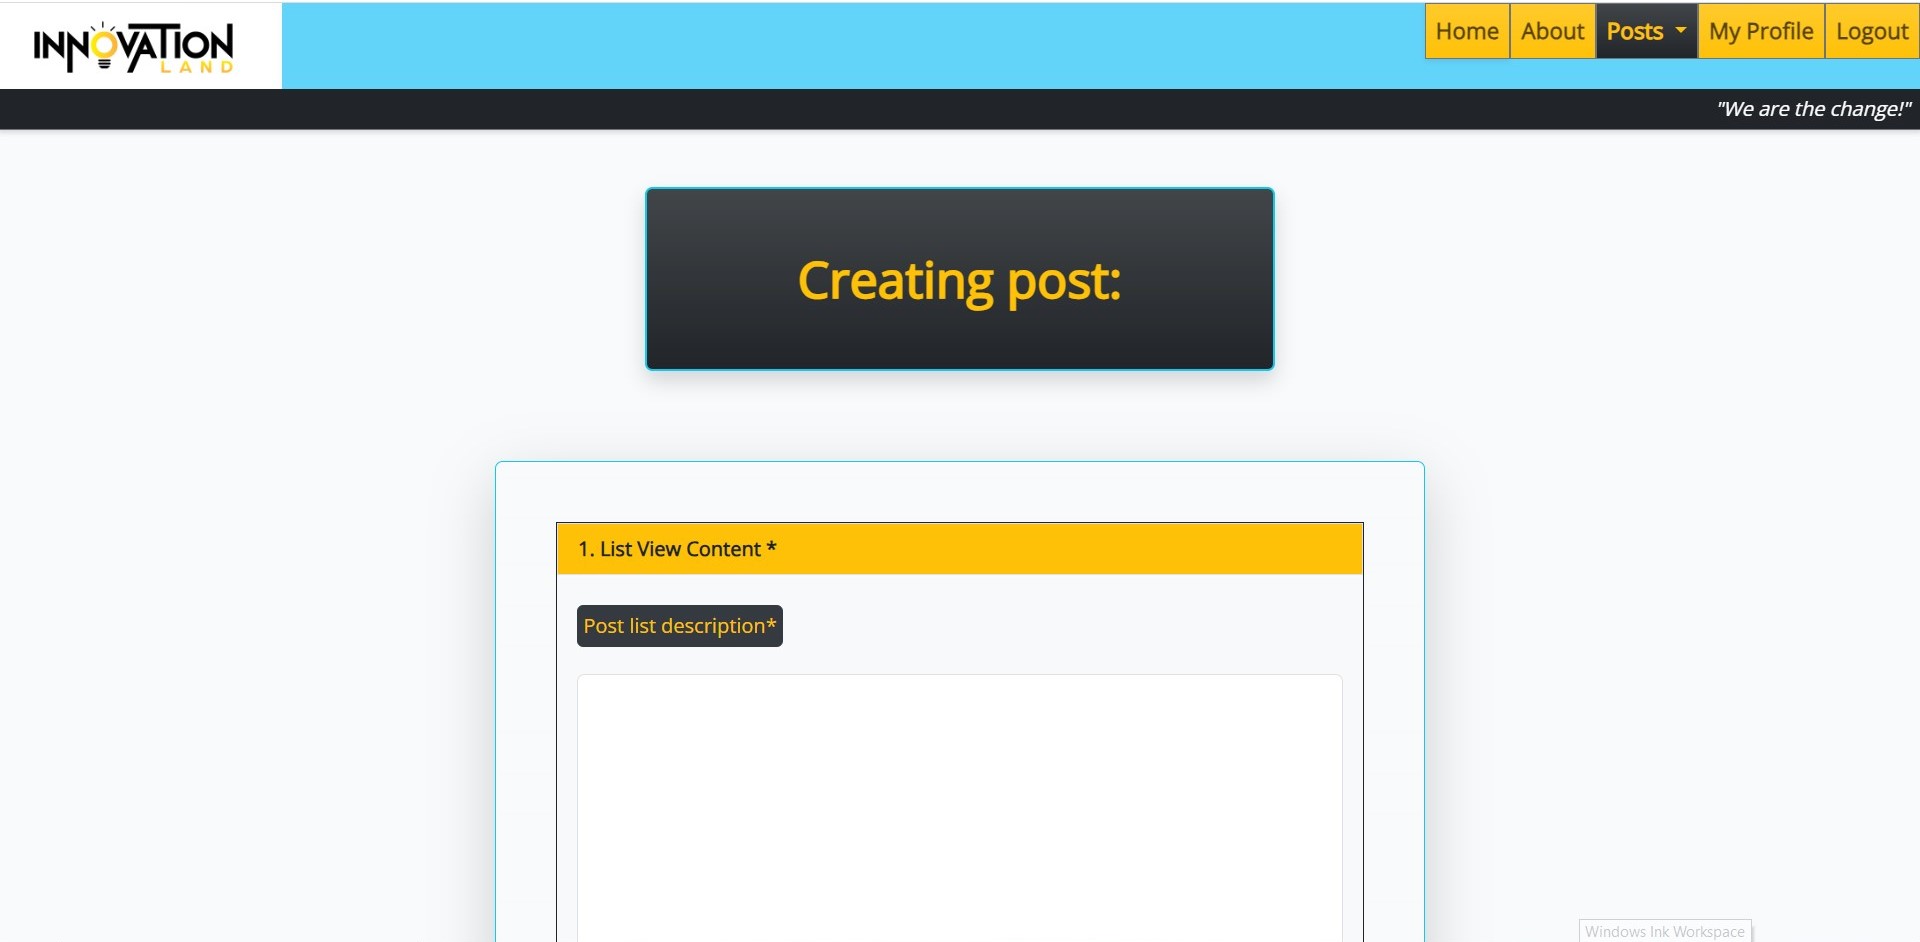 INNOVATION
LAND
Home About Posts My Profile Logout
"We are the change!"
Creating post:
1. List View Content *
Post list description*
Windows Ink Workspace